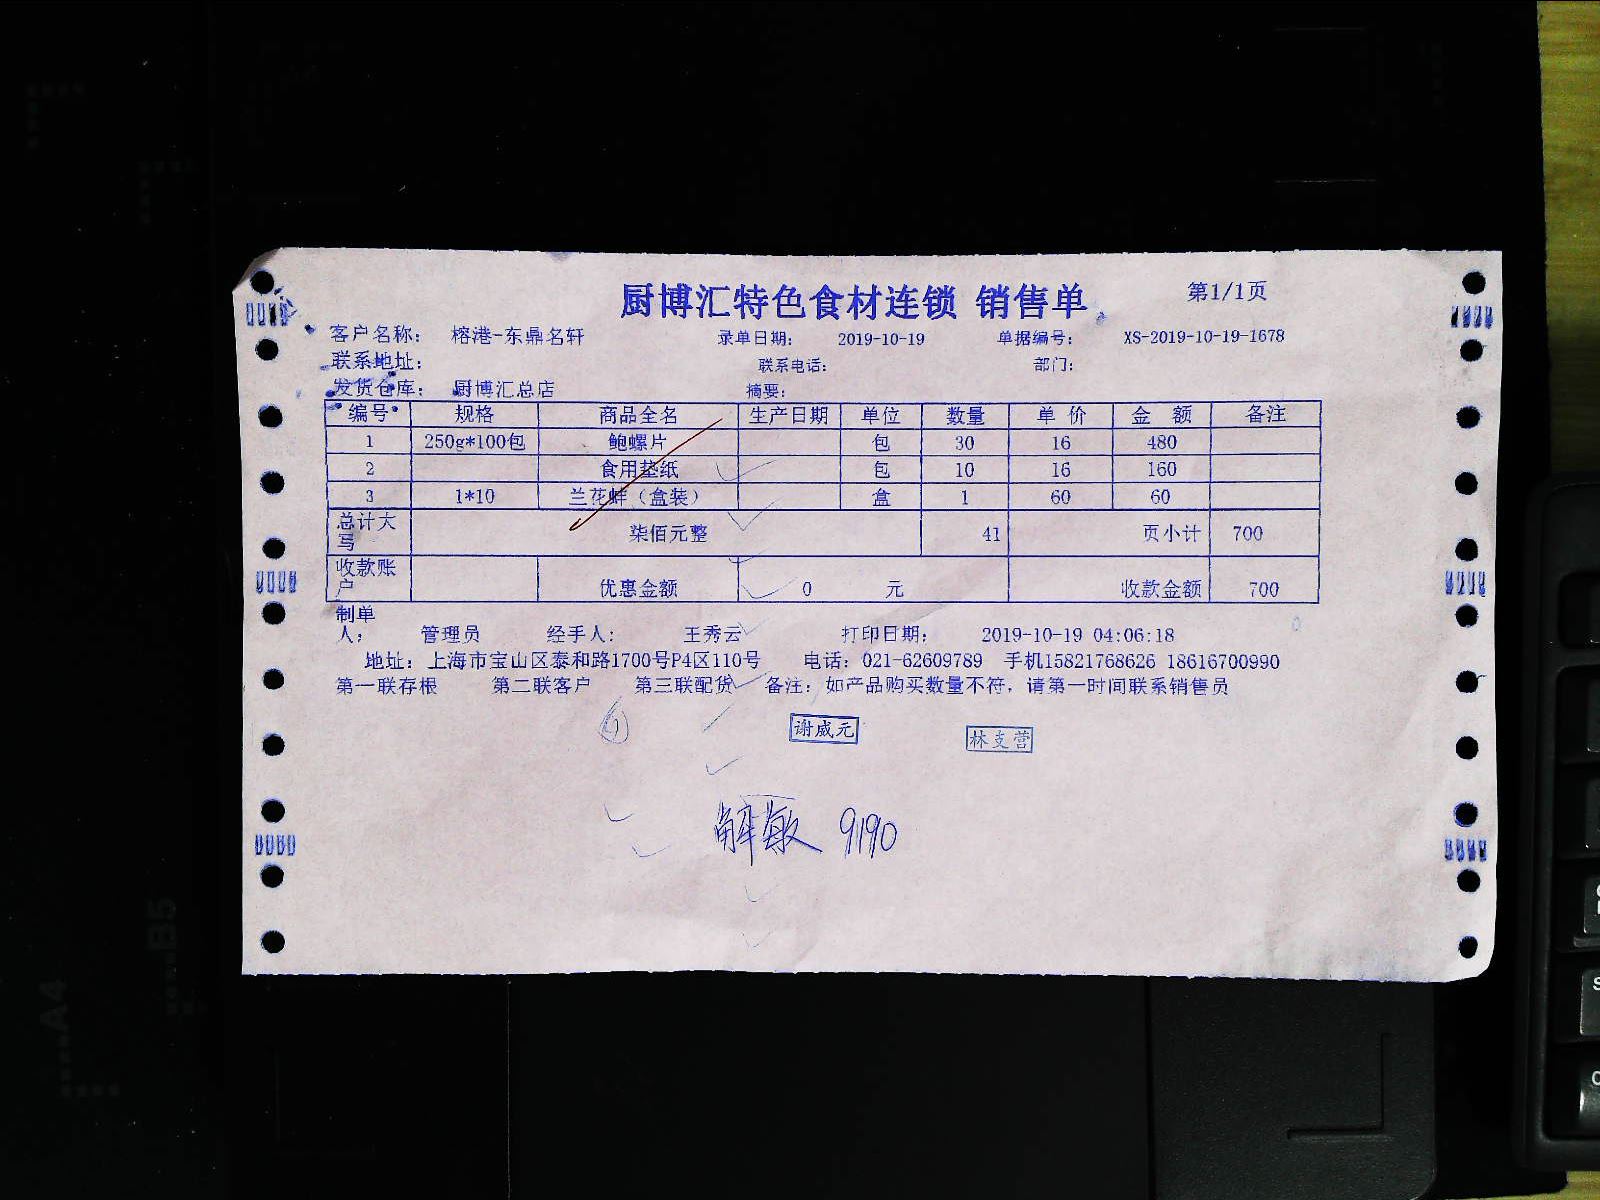 厨博汇特色食材连锁 销售单 第1/1页
客户名称: 榕港-东鼎名轩 录单日期: 2019-10-19 单据编号: XS-2019-10-19-1678
联系地址: 联系电话: 部门:
发货仓库: 厨博汇总店 摘要:
编号 规格 商品全名 生产日期 单位 数量 单价 金额 备注
1 250g*100包 鲍螺片 包 30 16 480
2 食用垫纸 包 10 16 160
3 1*10 兰花蚌（盒装） 盒 1 60 60
总计大写 柒佰元整 41 页小计 700
收款账户 优惠金额 0 元 收款金额 700
制单人: 管理员 经手人: 王秀云 打印日期: 2019-10-19 04:06:18
地址: 上海市宝山区泰和路1700号P4区110号 电话: 021-62609789 手机15821768626 18616700990
第一联存根 第二联客户 第三联配货 备注: 如产品购买数量不符, 请第一时间联系销售员
谢威元 林支营
解敏 9190
B5
A4